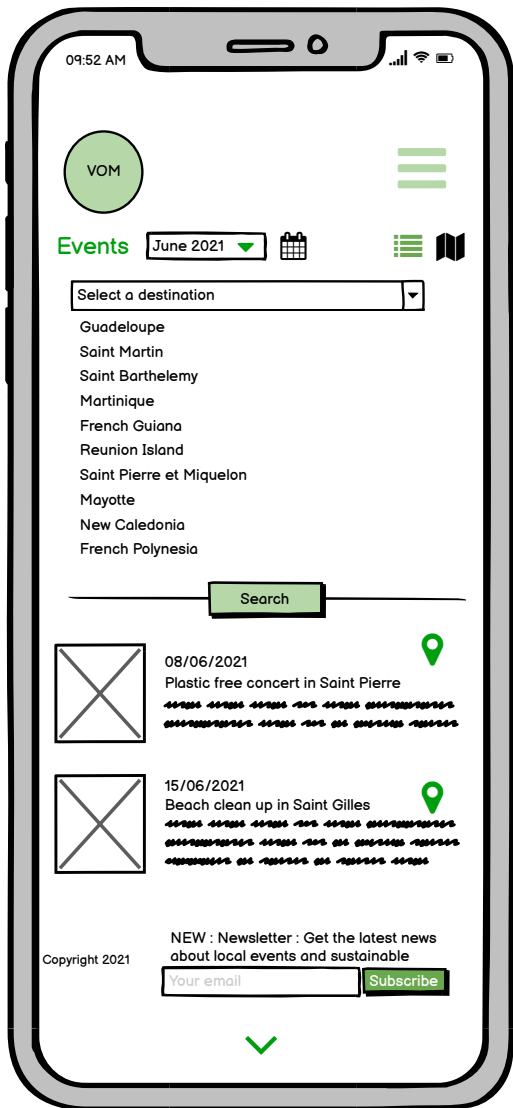 09:52 AM
VOM
Events
June 2021
Select a destination
Guadeloupe
Saint Martin
Saint Barthelemy
Martinique
French Guiana
Reunion Island
Saint Pierre et Miquelon
Mayotte
New Caledonia
French Polynesia
Search
08/06/2021
Plastic free concert in Saint Pierre
15/06/2021
Beach clean up in Saint Gilles
NEW : Newsletter : Get the latest news
about local events and sustainable
Copyright 2021
Your email
Subscribe